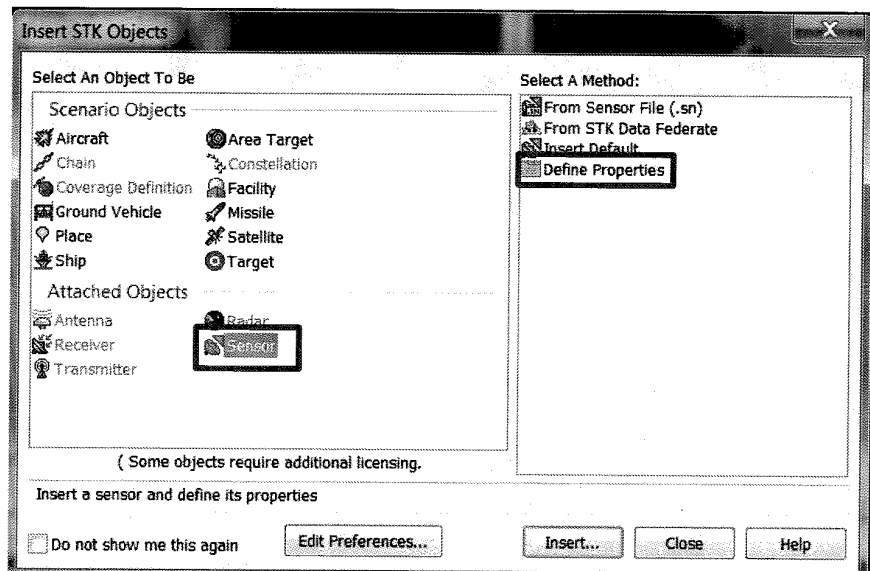 Insert STK Objects
Select An Object To Be
Scenario Objects
Aircraft
Area Target
Chain
Constellation
Coverage Definition
Facility
Ground Vehicle
Missile
Place
Satellite
Ship
Target
Attached Objects
Antenna
Radar
Receiver
Sensor
Transmitter
( Some objects require additional licensing.
Select A Method:
From Sensor File (.sn)
From STK Data Federate
Insert Default
Define Properties
Insert a sensor and define its properties
Do not show me this again
Edit Preferences...
Insert...
Close
Help